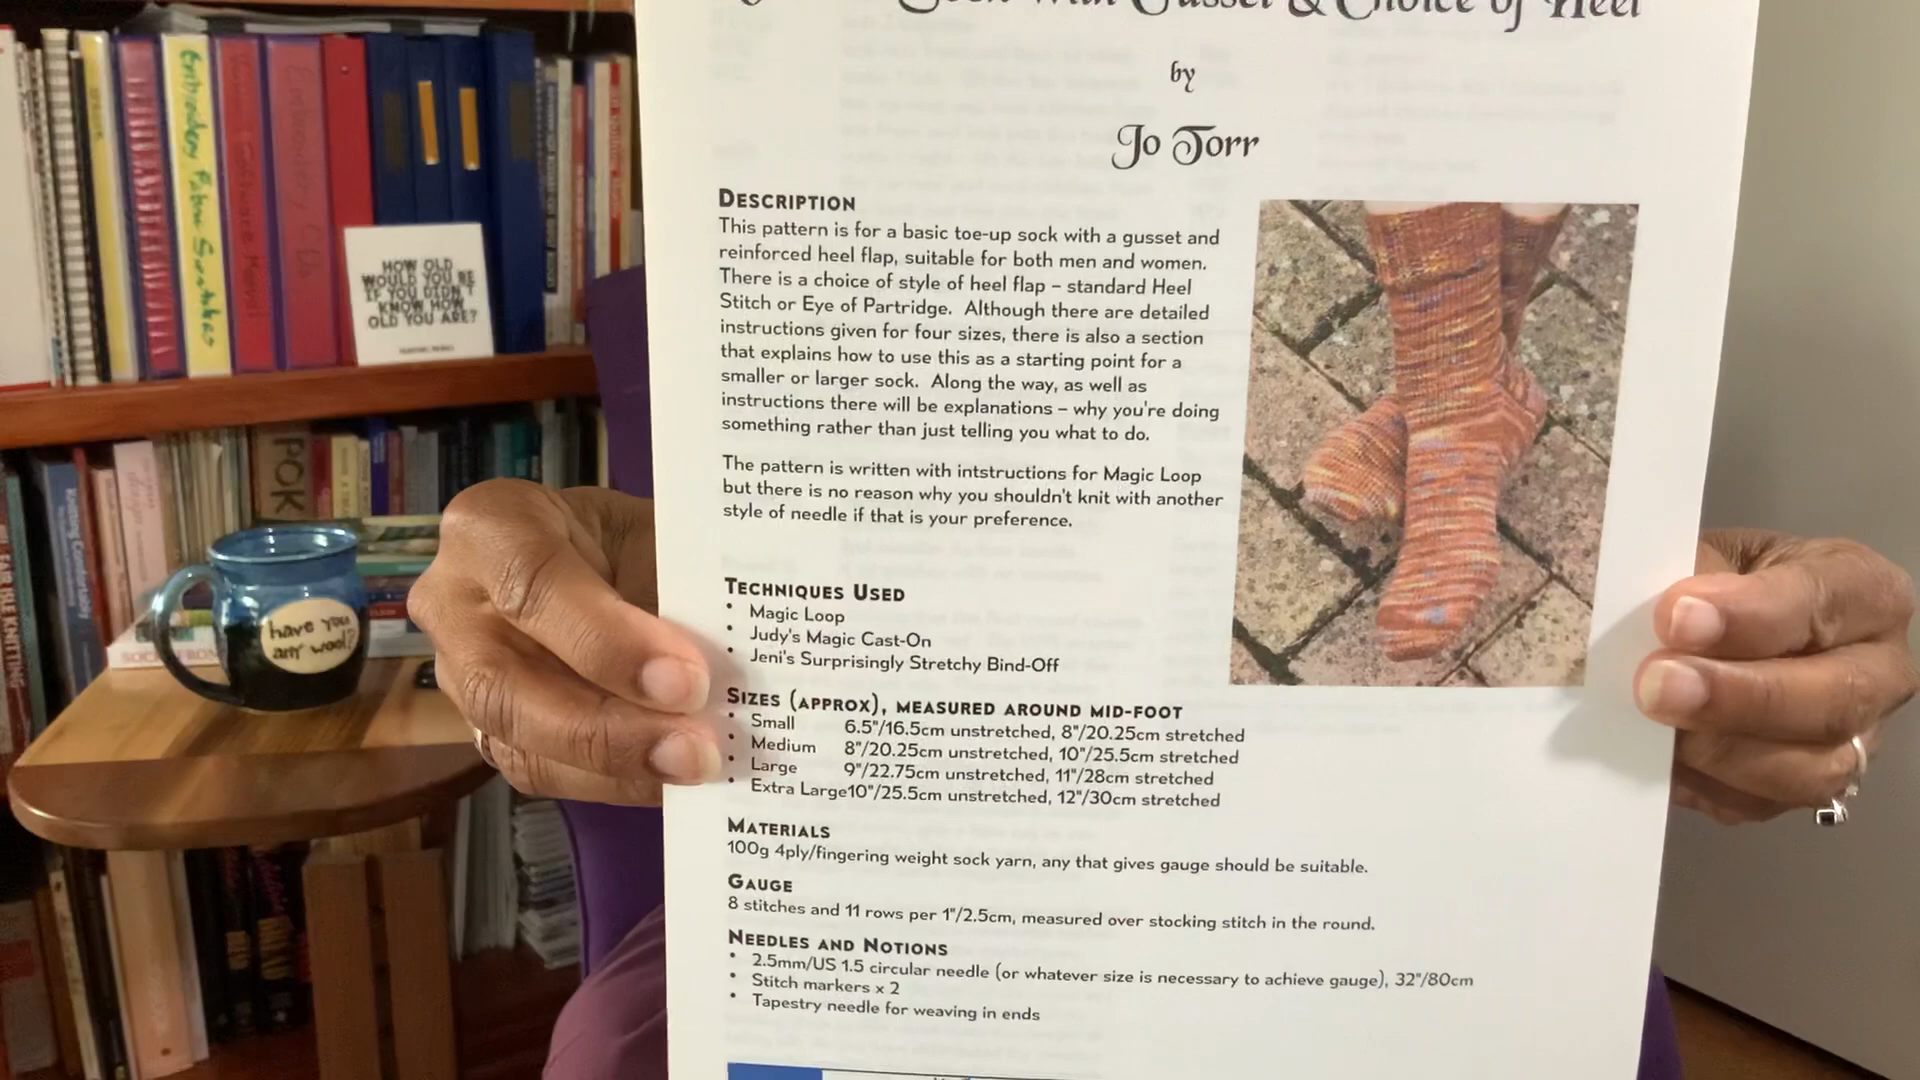 Sock with Gusset & Choice of Heel
by
Jo Torr
DESCRIPTION
This pattern is for a basic toe-up sock with a gusset and
reinforced heel flap, suitable for both men and women.
There is a choice of style of heel flap – standard Heel
Stitch or Eye of Partridge. Although there are detailed
instructions given for four sizes, there is also a section
that explains how to use this as a starting point for a
smaller or larger sock. Along the way, as well as
instructions there will be explanations – why you're doing
something rather than just telling you what to do.
The pattern is written with intstructions for Magic Loop
but there is no reason why you shouldn't knit with another
style of needle if that is your preference.
TECHNIQUES USED
• Magic Loop
• Judy's Magic Cast-On
• Jeni's Surprisingly Stretchy Bind-Off
SIZES (APPROX), MEASURED AROUND MID-FOOT
• Small 6.5"/16.5cm unstretched, 8"/20.25cm stretched
• Medium 8"/20.25cm unstretched, 10"/25.5cm stretched
• Large 9"/22.75cm unstretched, 11"/28cm stretched
• Extra Large10"/25.5cm unstretched, 12"/30cm stretched
MATERIALS
100g 4ply/fingering weight sock yarn, any that gives gauge should be suitable.
GAUGE
8 stitches and 11 rows per 1"/2.5cm, measured over stocking stitch in the round.
NEEDLES AND NOTIONS
• 2.5mm/US 1.5 circular needle (or whatever size is necessary to achieve gauge), 32"/80cm
• Stitch markers x 2
• Tapestry needle for weaving in ends
Embroidery Fabric Swatches
HOW OLD
WOULD YOU BE
IF YOU DIDN'T
KNOW HOW
OLD YOU ARE?
POK
have you
any wool?
FAIR ISLE KNITTING